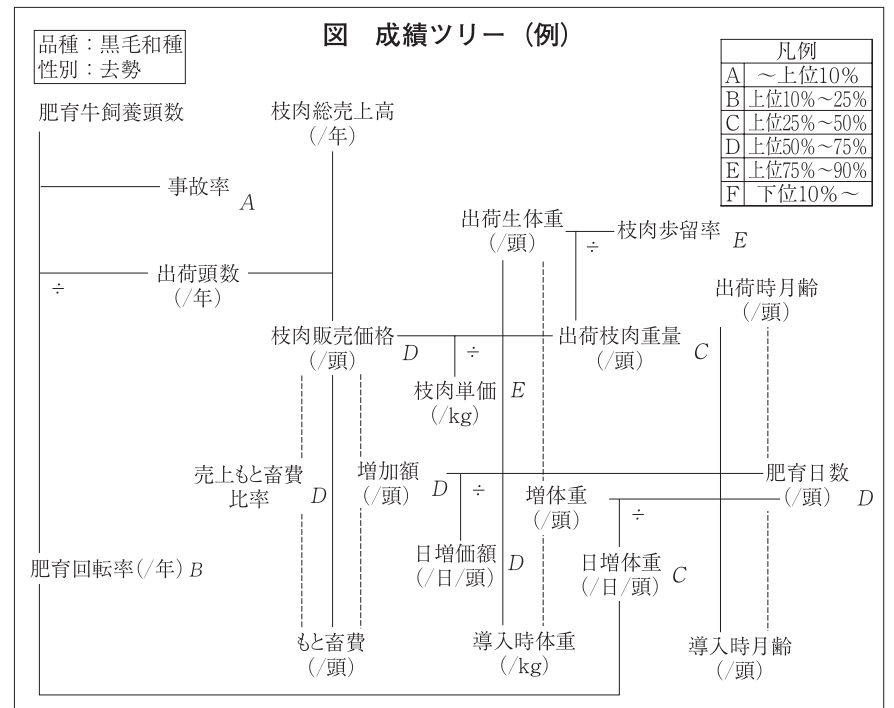 図 成績ツリー（例）
品種：黒毛和種
性別：去勢
凡例
A ～上位10%
B 上位10%～25%
C 上位25%～50%
D 上位50%～75%
E 上位75%～90%
F 下位10%～
肥育牛飼養頭数
枝肉総売上高
(/年)
事故率 A
出荷生体重
(/頭)
÷
枝肉歩留率 E
÷
出荷頭数
(/年)
出荷時月齢
(/頭)
枝肉販売価格
(/頭) D
÷
出荷枝肉重量
(/頭) C
枝肉単価
(/kg) E
売上もと畜費
比率 D
増加額
(/頭) D
÷
増体重
(/頭)
÷
肥育日数
(/頭) D
肥育回転率(/年) B
日増価額
(/日/頭) D
日増体重
(/日/頭) C
もと畜費
(/頭)
導入時体重
(/kg)
導入時月齢
(/頭)